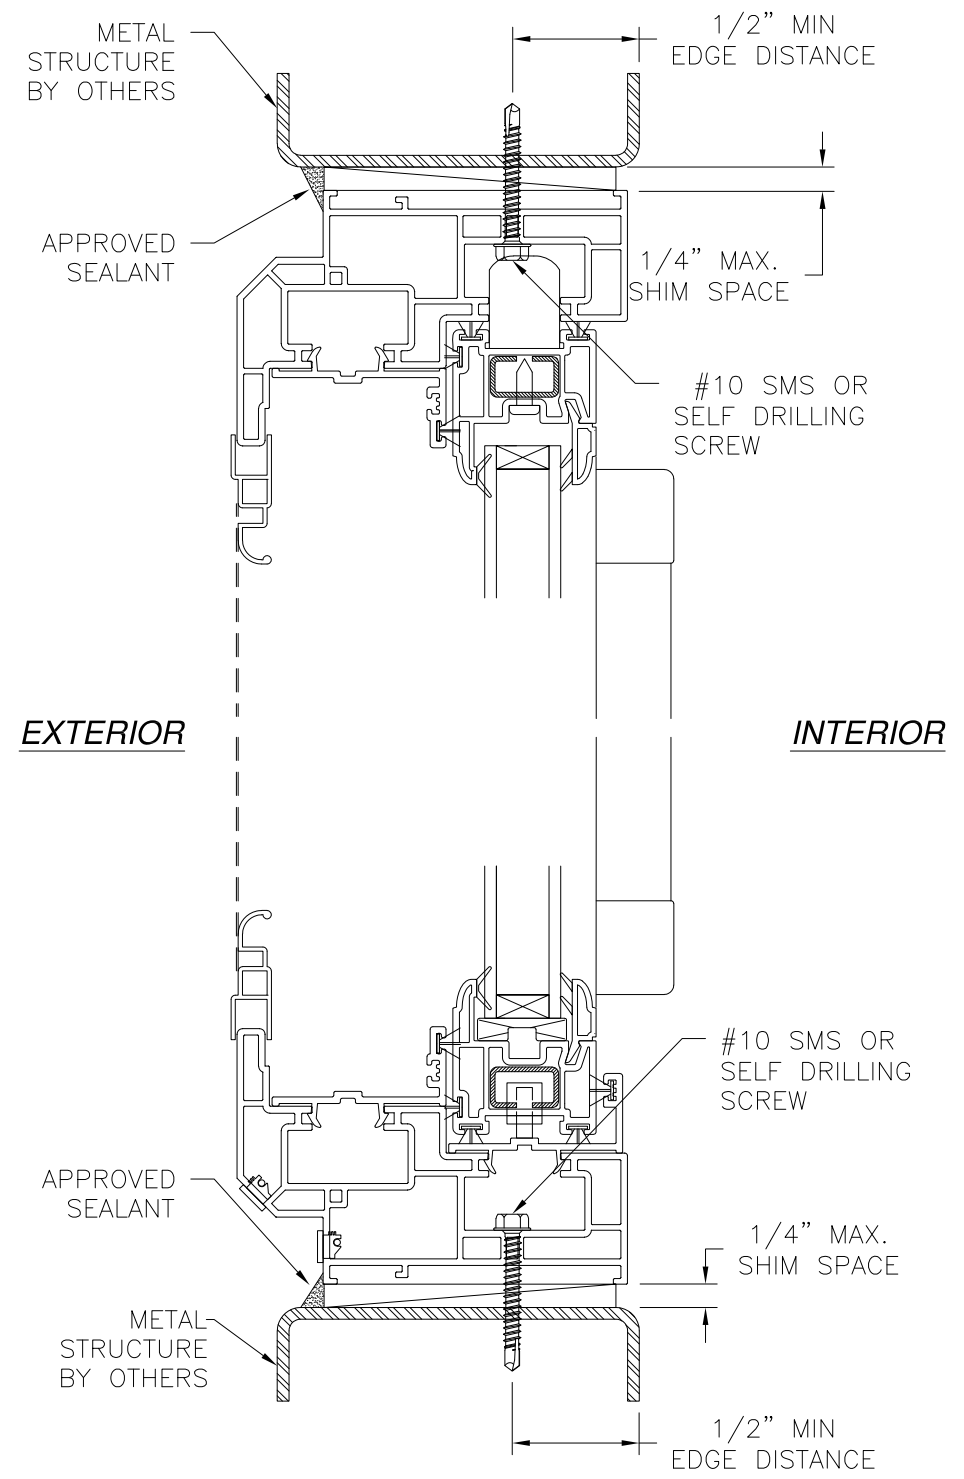 METAL
STRUCTURE
BY OTHERS
1/2” MIN
EDGE DISTANCE
APPROVED
SEALANT
1/4” MAX.
SHIM SPACE
#10 SMS OR
SELF DRILLING
SCREW
EXTERIOR
INTERIOR
#10 SMS OR
SELF DRILLING
SCREW
APPROVED
SEALANT
1/4” MAX.
SHIM SPACE
METAL
STRUCTURE
BY OTHERS
1/2” MIN
EDGE DISTANCE